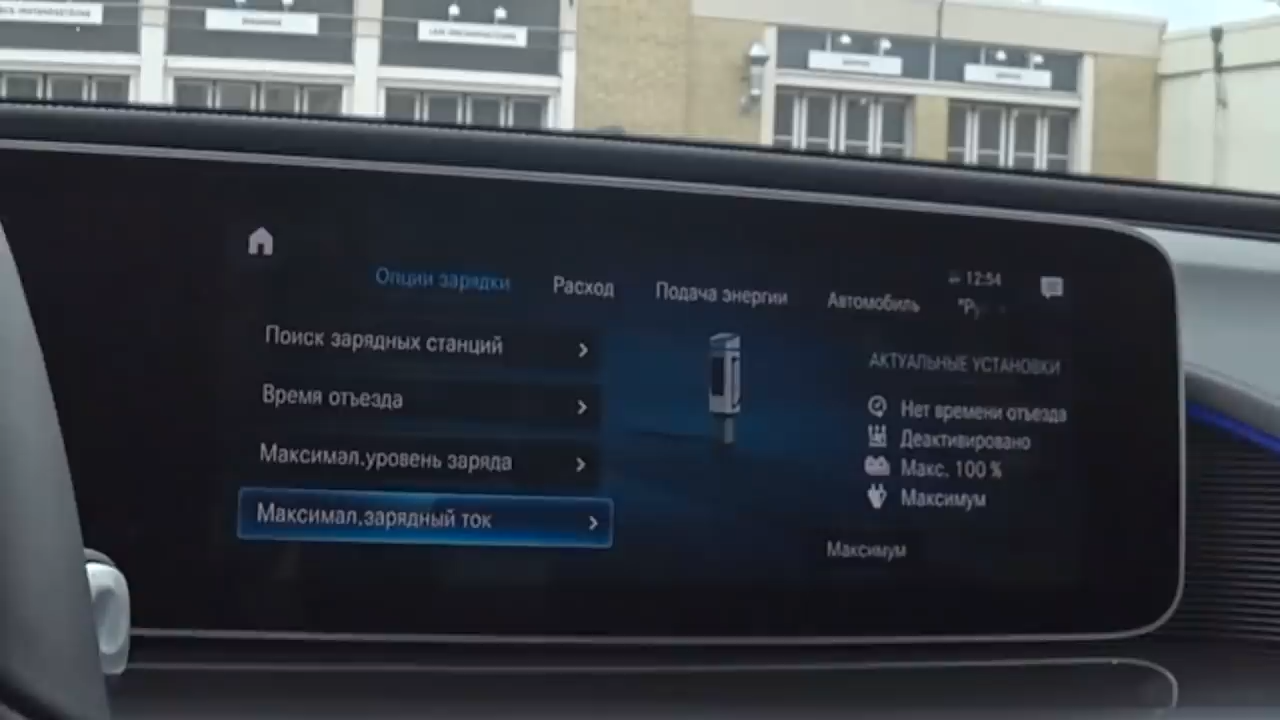 Опции зарядки
Расход
Подача энергии
Автомобиль
12:54
Поиск зарядных станций
Время отъезда
Максимал.уровень заряда
Максимал.зарядный ток
АКТУАЛЬНЫЕ УСТАНОВКИ
Нет времени отъезда
Деактивировано
Макс. 100 %
Максимум
Максимум